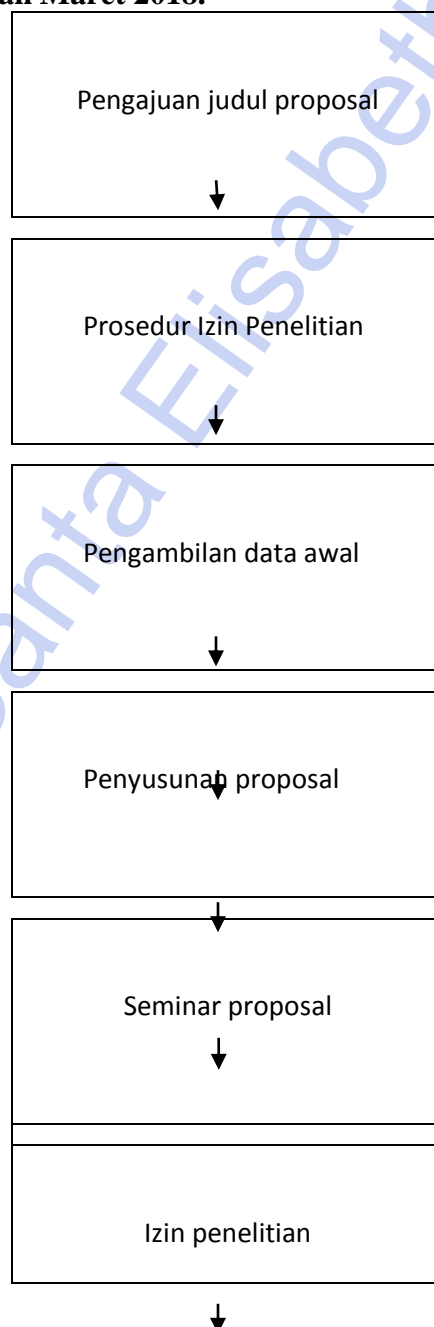 Maret 2018.
Pengajuan judul proposal
Prosedur Izin Penelitian
Pengambilan data awal
Penyusunan proposal
Seminar proposal
Izin penelitian